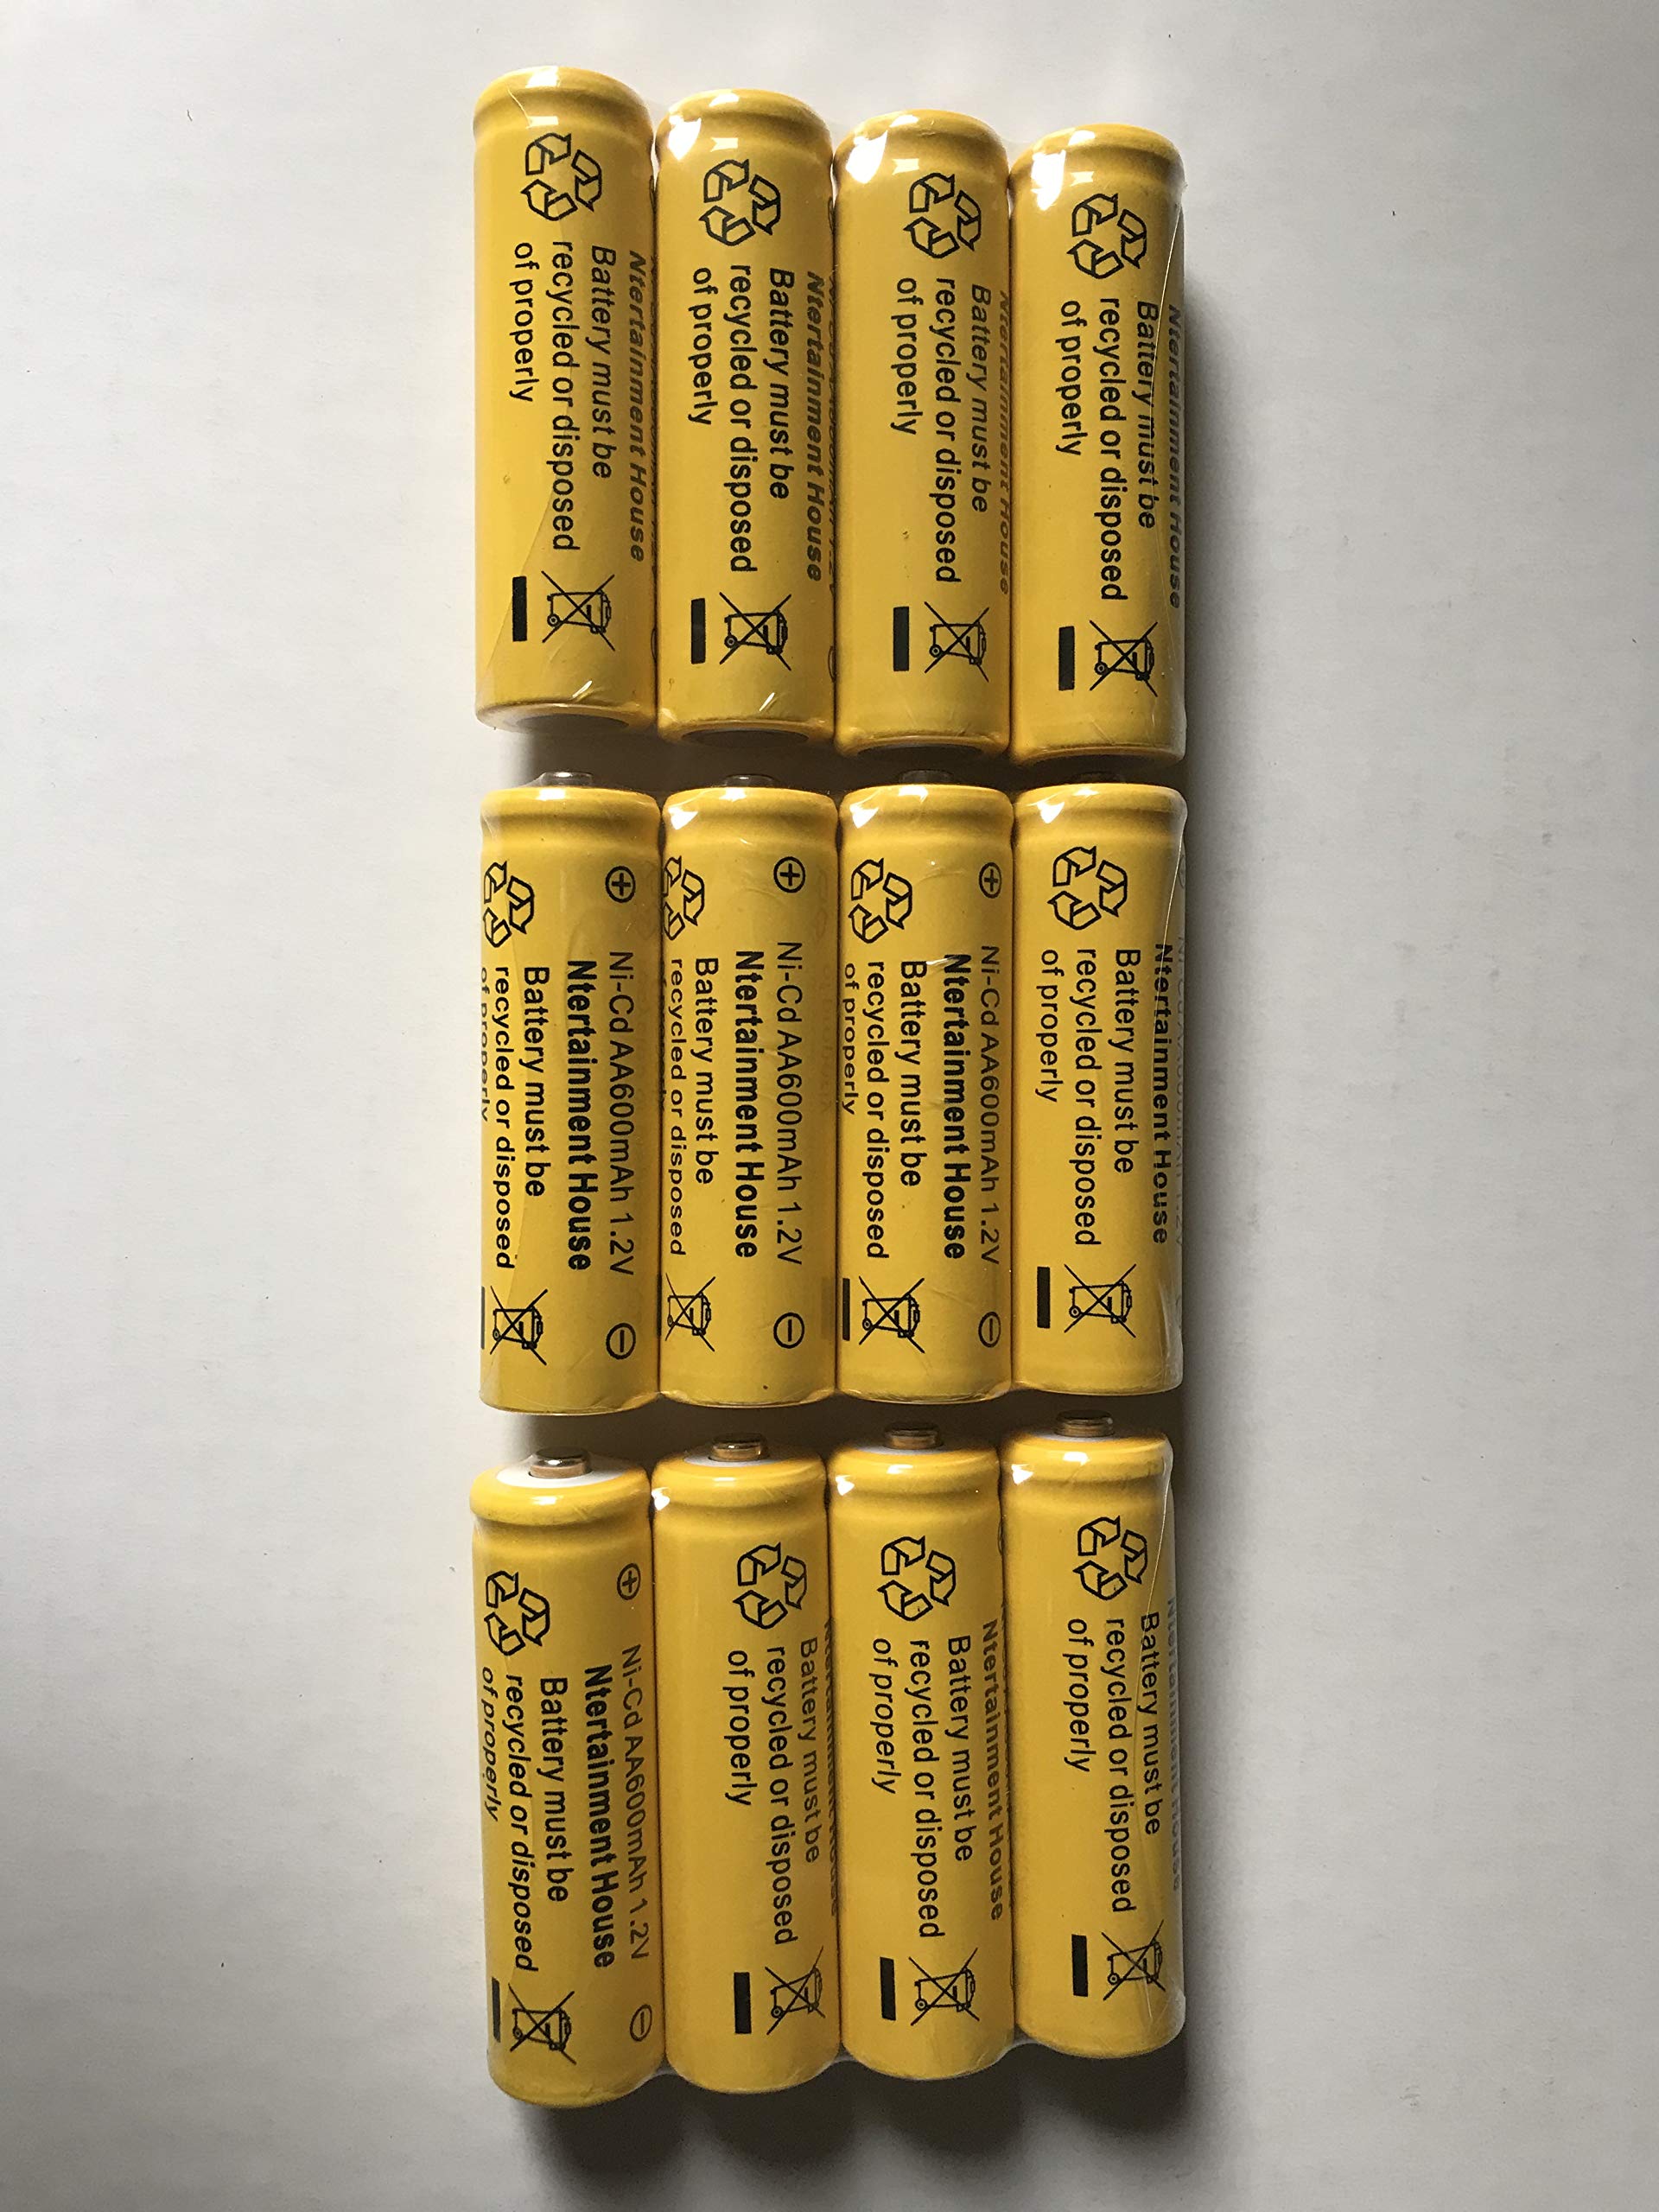 Ntertainment House
Battery must be
recycled or disposed
of properly
Ntertainment House
Battery must be
recycled or disposed
of properly
Ntertainment House
Battery must be
recycled or disposed
of properly
Ntertainment House
Battery must be
recycled or disposed
of properly
⊕ Ni-Cd AA600mAh 1.2V ⊖
Ntertainment House
Battery must be
recycled or disposed
of properly
⊕ Ni-Cd AA600mAh 1.2V ⊖
Ntertainment House
Battery must be
recycled or disposed
⊕ Ni-Cd AA600mAh 1.2V ⊖
Ntertainment House
Battery must be
recycled or disposed
of properly
Ntertainment House
Battery must be
recycled or disposed
of properly
⊕ Ni-Cd AA600mAh 1.2V ⊖
Ntertainment House
Battery must be
recycled or disposed
of properly
Battery must be
recycled or disposed
of properly
Ntertainment House
Battery must be
recycled or disposed
of properly
Ntertainment House
Battery must be
recycled or disposed
of properly